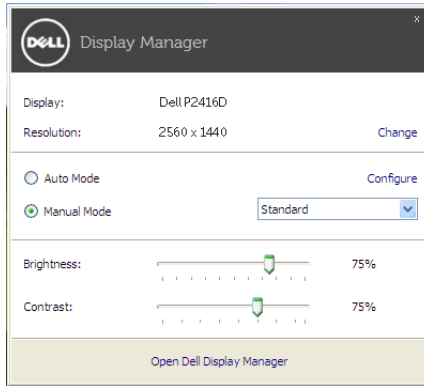 x
DELL Display Manager
Display: Dell P2416D
Resolution: 2560 x 1440 Change
Auto Mode Configure
Manual Mode Standard
Brightness: 75%
Contrast: 75%
Open Dell Display Manager